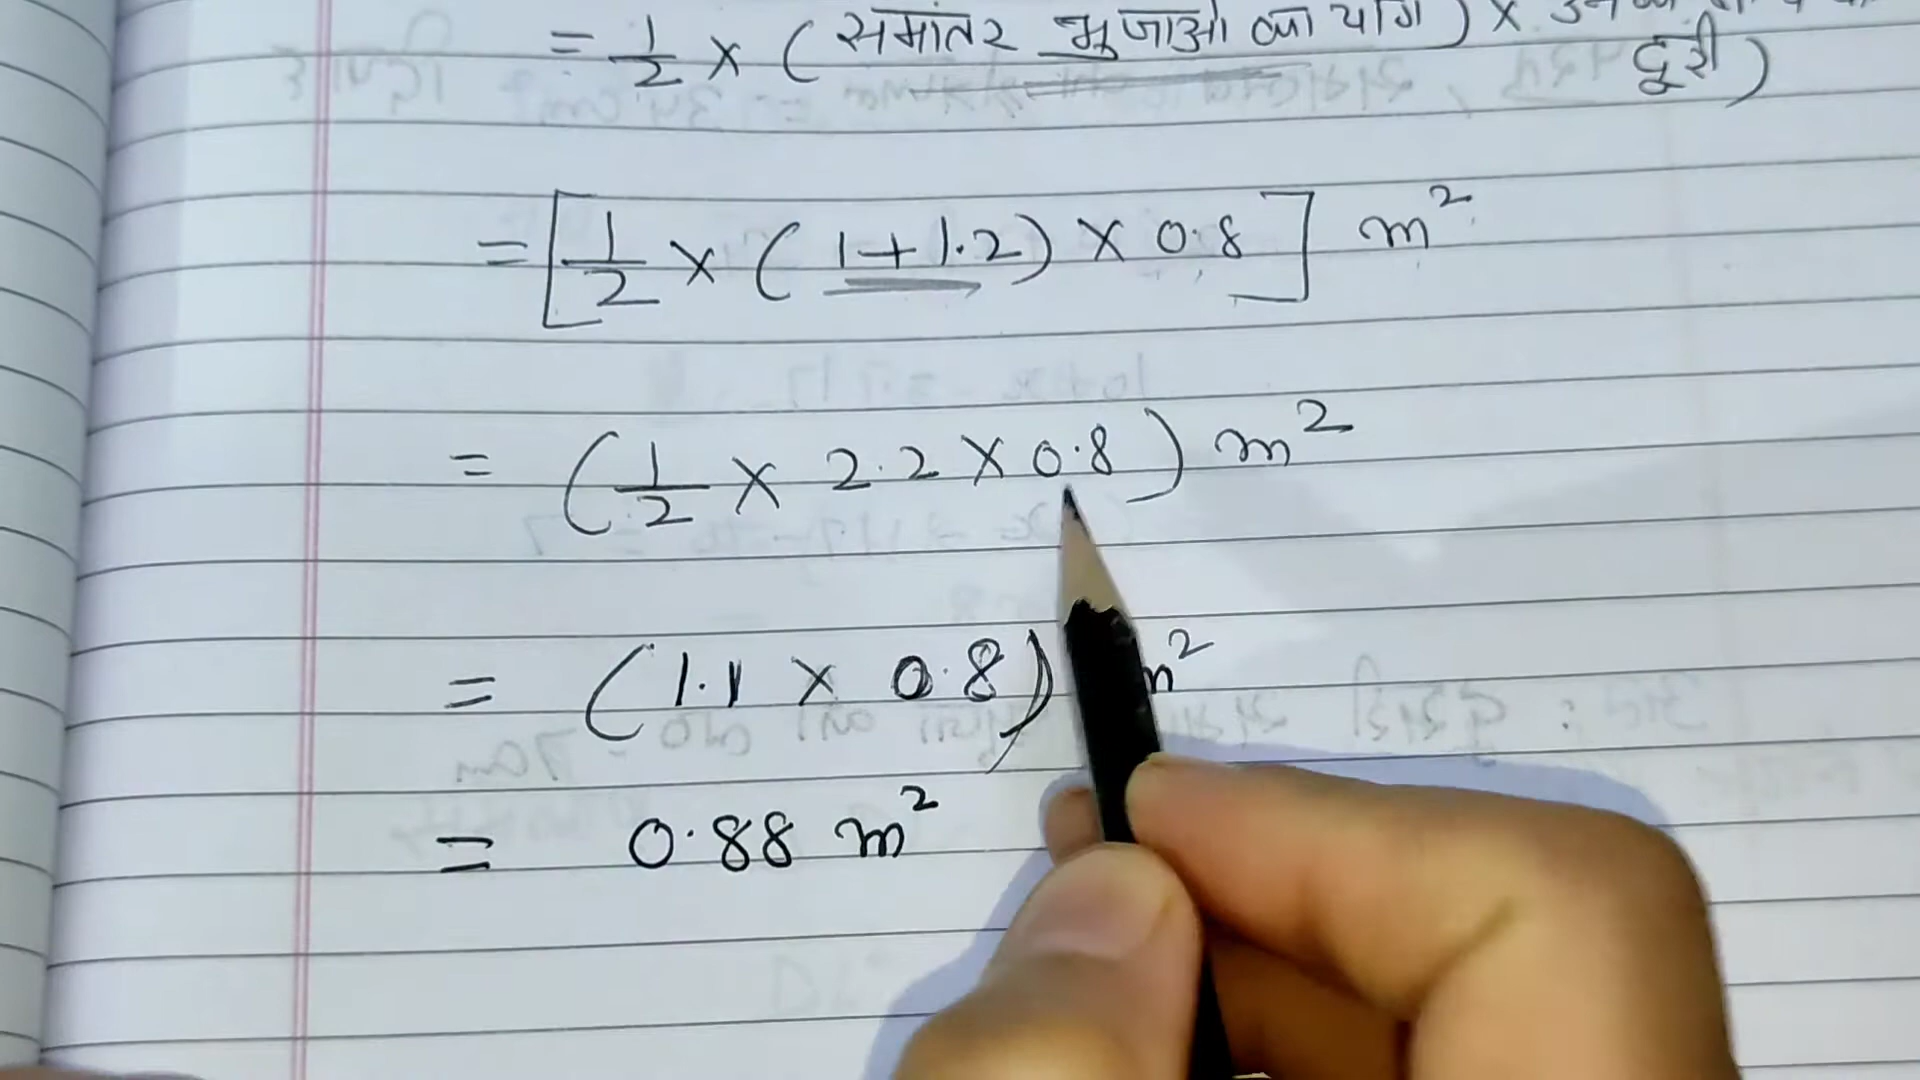 = 1/2 × ( समांतर भुजाओ का योग ) ×
दूरी )
= [ 1/2 × ( 1 + 1.2 ) × 0.8 ] m²
= ( 1/2 × 2.2 × 0.8 ) m²
= ( 1.1 × 0.8 ) m²
= 0.88 m²